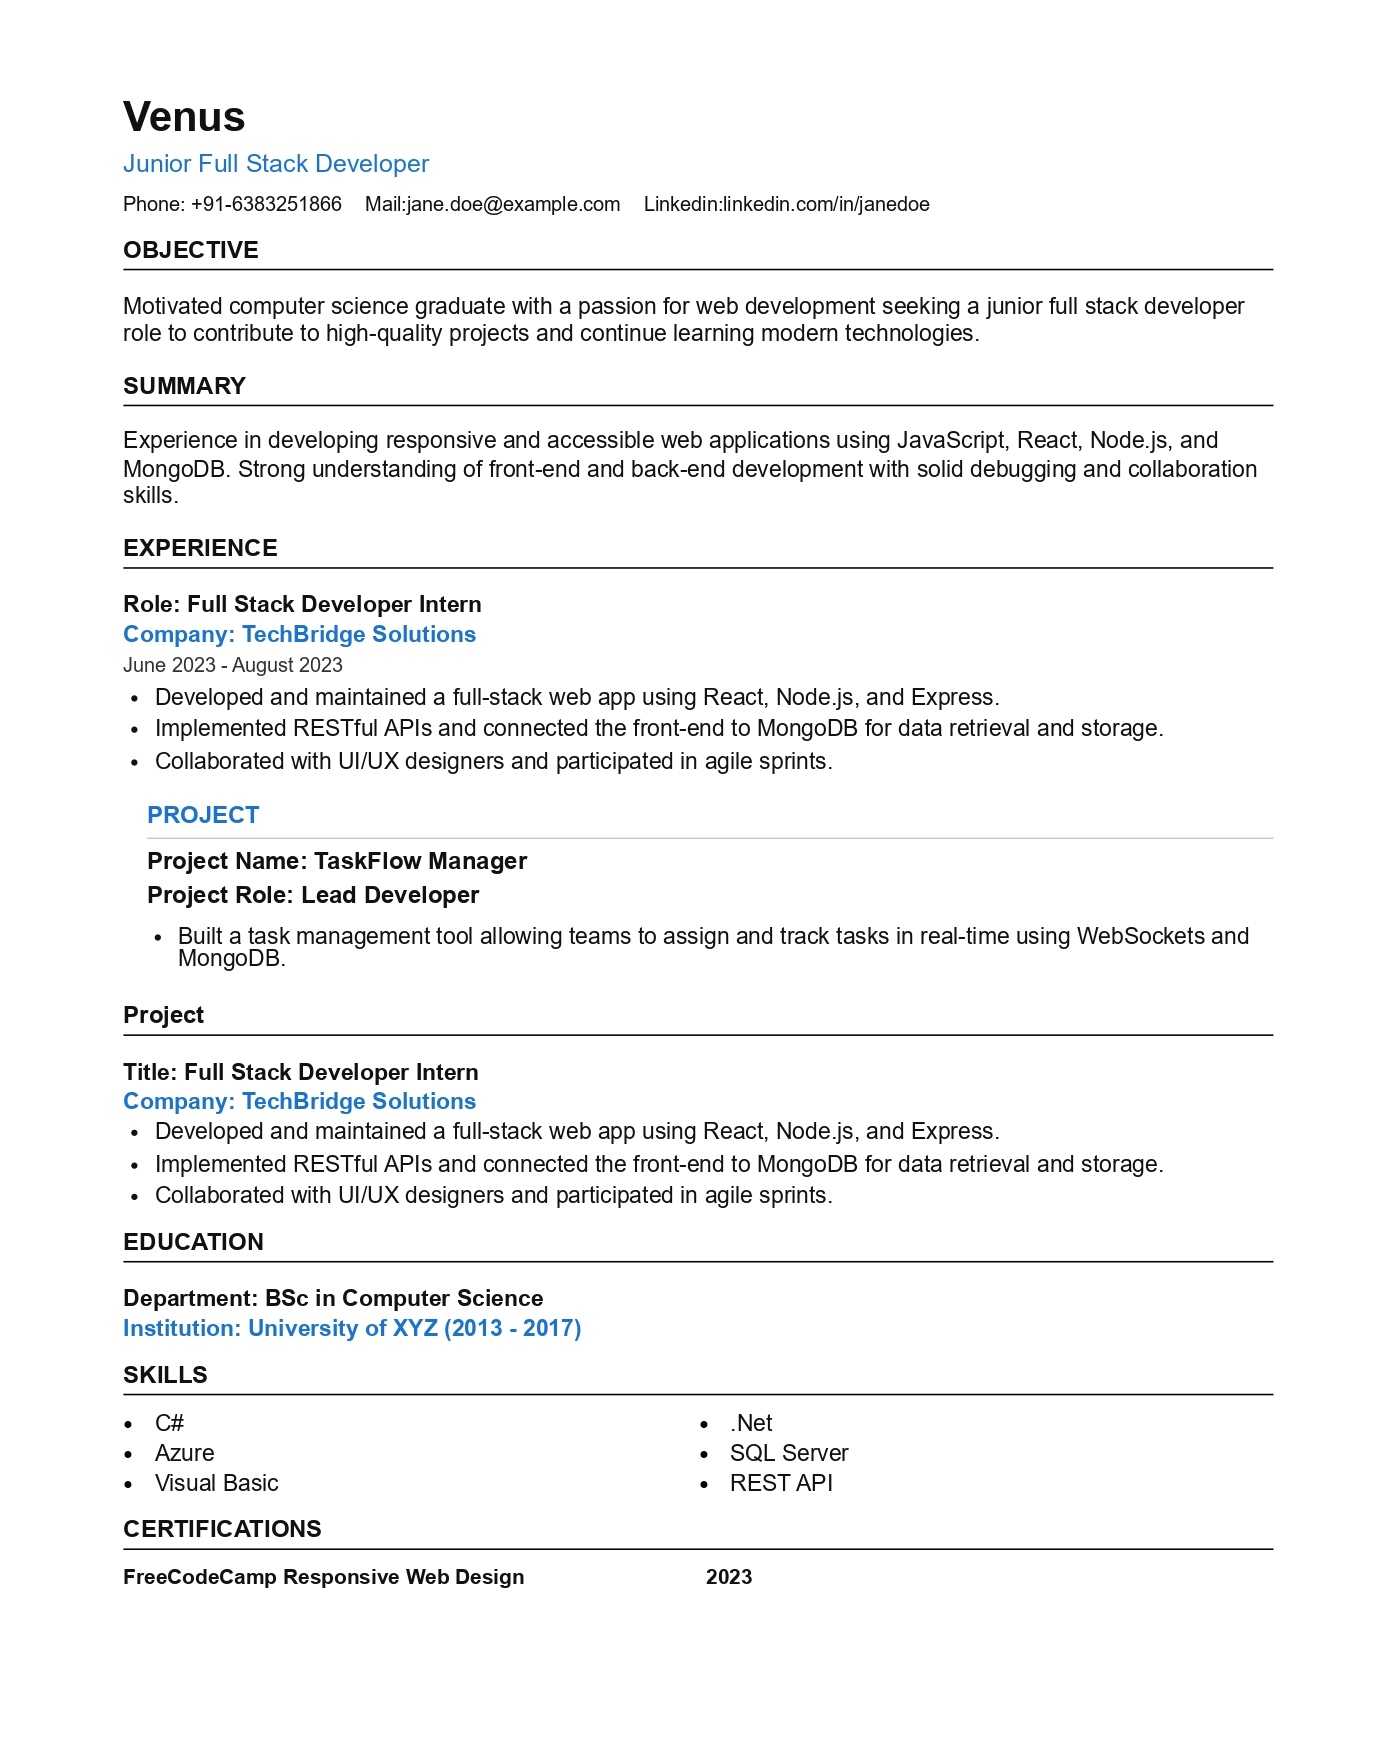 Venus
Junior Full Stack Developer
Phone: +91-6383251866 Mail:jane.doe@example.com Linkedin:linkedin.com/in/janedoe
OBJECTIVE
Motivated computer science graduate with a passion for web development seeking a junior full stack developer
role to contribute to high-quality projects and continue learning modern technologies.
SUMMARY
Experience in developing responsive and accessible web applications using JavaScript, React, Node.js, and
MongoDB. Strong understanding of front-end and back-end development with solid debugging and collaboration
skills.
EXPERIENCE
Role: Full Stack Developer Intern
Company: TechBridge Solutions
June 2023 - August 2023
• Developed and maintained a full-stack web app using React, Node.js, and Express.
• Implemented RESTful APIs and connected the front-end to MongoDB for data retrieval and storage.
• Collaborated with UI/UX designers and participated in agile sprints.
PROJECT
Project Name: TaskFlow Manager
Project Role: Lead Developer
• Built a task management tool allowing teams to assign and track tasks in real-time using WebSockets and
MongoDB.
Project
Title: Full Stack Developer Intern
Company: TechBridge Solutions
• Developed and maintained a full-stack web app using React, Node.js, and Express.
• Implemented RESTful APIs and connected the front-end to MongoDB for data retrieval and storage.
• Collaborated with UI/UX designers and participated in agile sprints.
EDUCATION
Department: BSc in Computer Science
Institution: University of XYZ (2013 - 2017)
SKILLS
• C# • .Net
• Azure • SQL Server
• Visual Basic • REST API
CERTIFICATIONS
FreeCodeCamp Responsive Web Design 2023